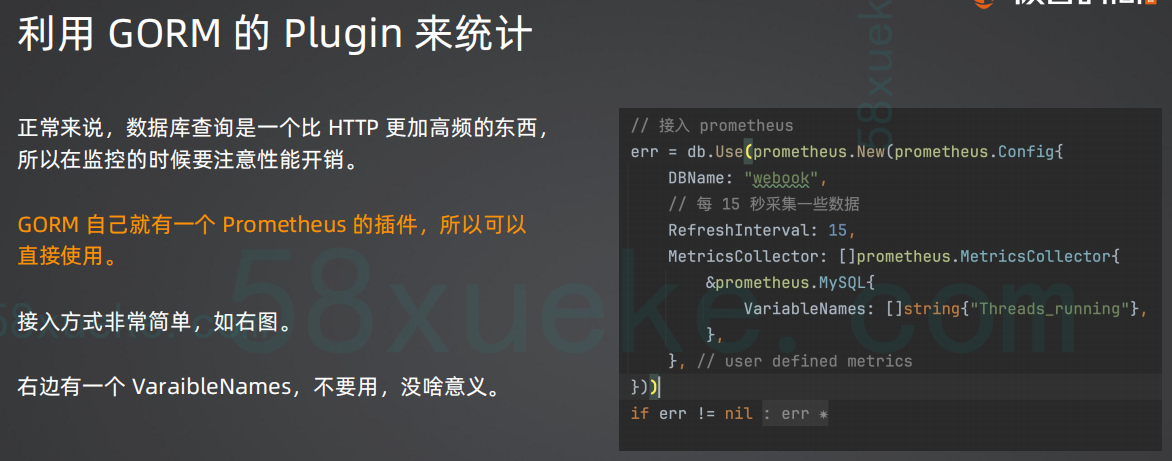 利用 GORM 的 Plugin 来统计
正常来说，数据库查询是一个比 HTTP 更加高频的东西，
所以在监控的时候要注意性能开销。
GORM 自己就有一个 Prometheus 的插件，所以可以
直接使用。
接入方式非常简单，如右图。
右边有一个 VaraibleNames，不要用，没啥意义。
// 接入 prometheus
err = db.Use(prometheus.New(prometheus.Config{
DBName: "webook",
// 每 15 秒采集一些数据
RefreshInterval: 15,
MetricsCollector: []prometheus.MetricsCollector{
&prometheus.MySQL{
VariableNames: []string{"Threads_running"},
},
}, // user defined metrics
}))
if err != nil : err *
58xueke.com
58xuek